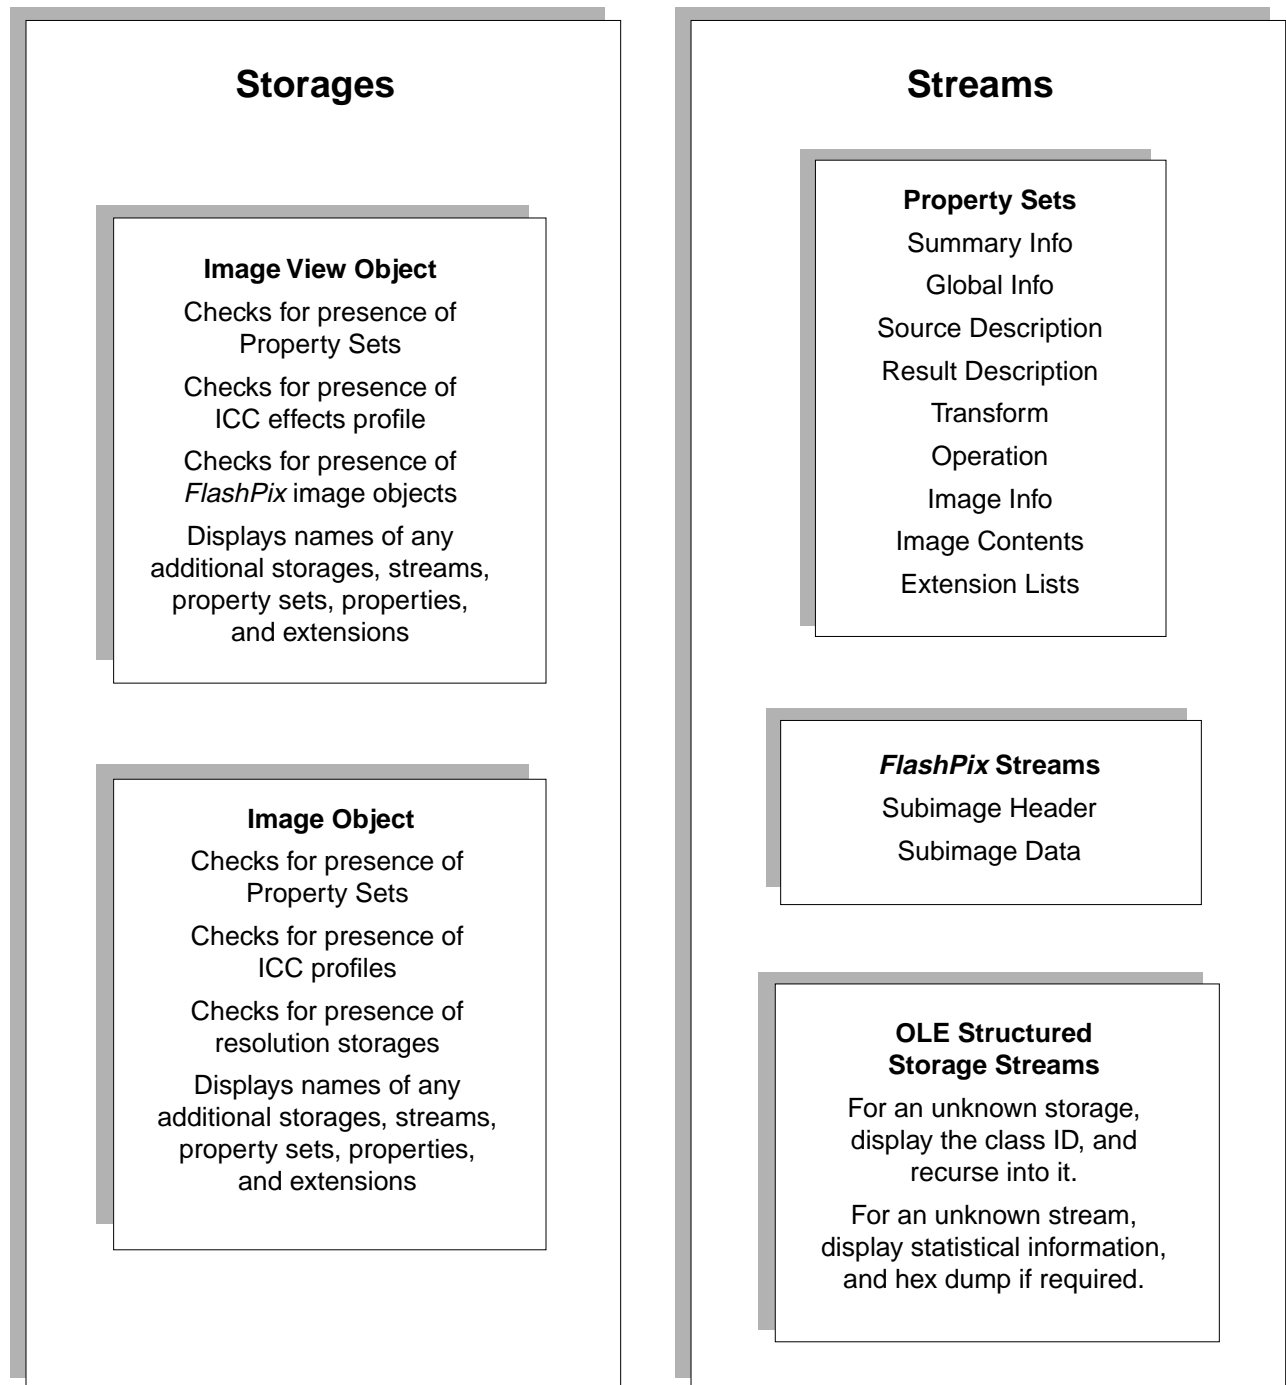 Storages
Image View Object
Checks for presence of
Property Sets
Checks for presence of
ICC effects profile
Checks for presence of
FlashPix image objects
Displays names of any
additional storages, streams,
property sets, properties,
and extensions
Image Object
Checks for presence of
Property Sets
Checks for presence of
ICC profiles
Checks for presence of
resolution storages
Displays names of any
additional storages, streams,
property sets, properties,
and extensions
Streams
Property Sets
Summary Info
Global Info
Source Description
Result Description
Transform
Operation
Image Info
Image Contents
Extension Lists
FlashPix Streams
Subimage Header
Subimage Data
OLE Structured
Storage Streams
For an unknown storage,
display the class ID, and
recurse into it.
For an unknown stream,
display statistical information,
and hex dump if required.